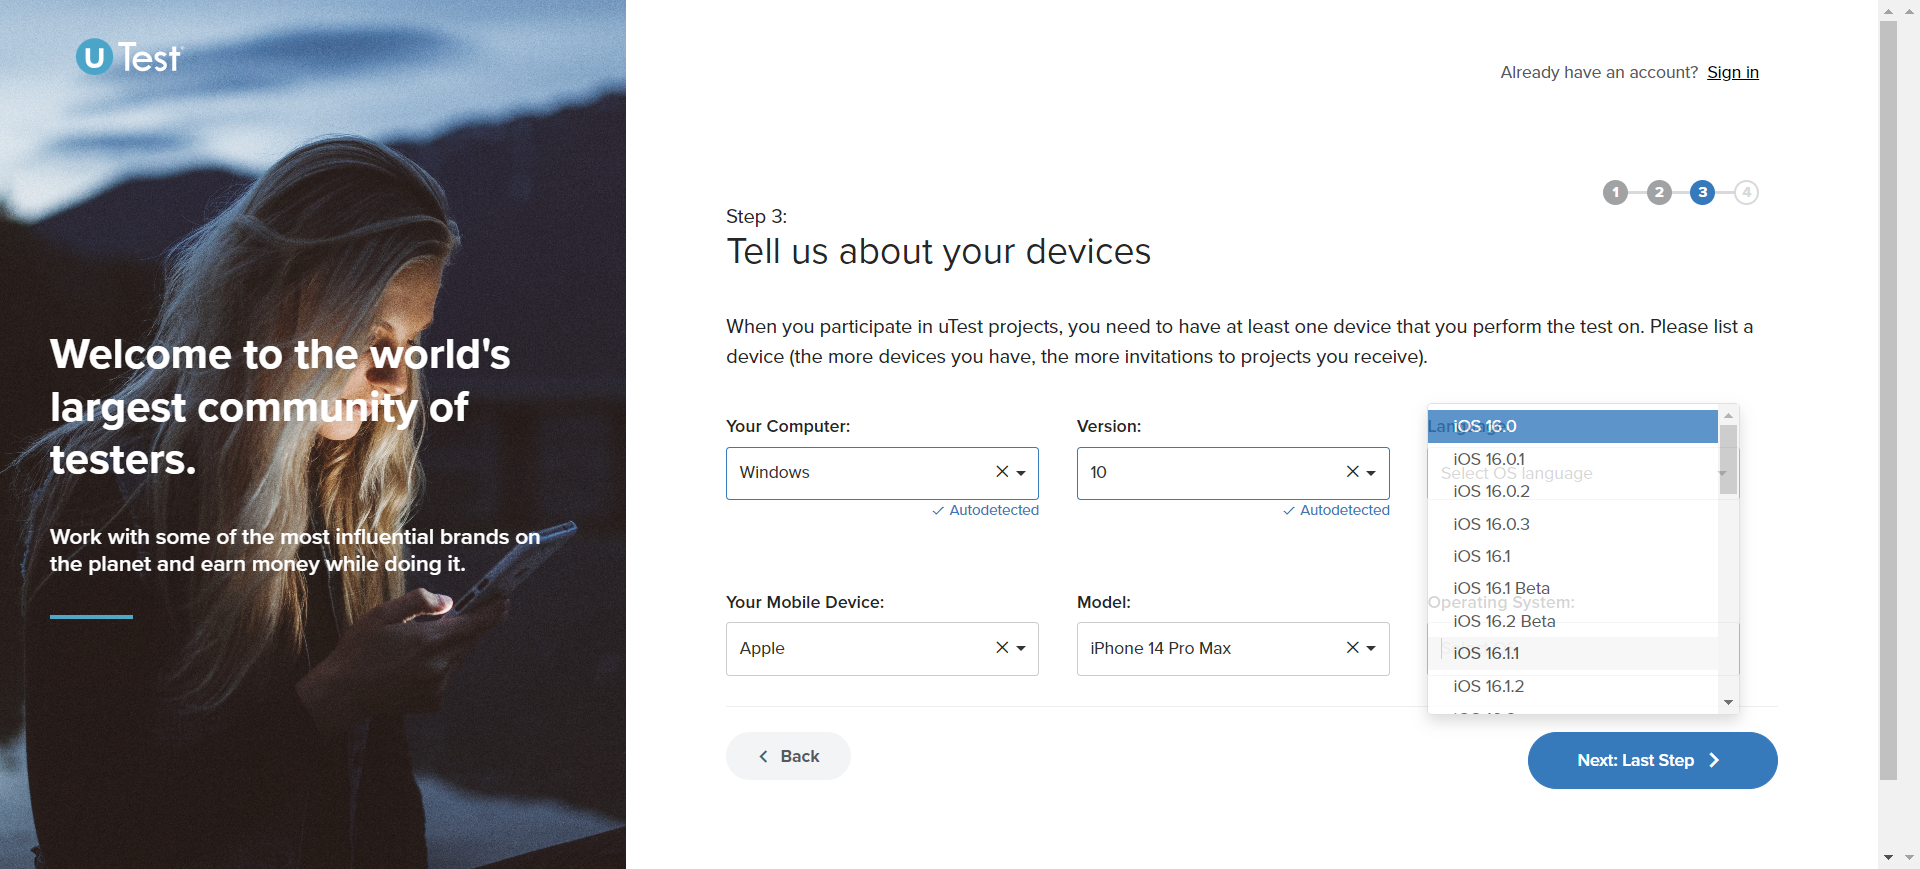 U Test
Already have an account? Sign in
1 2 3 4
Step 3:
Tell us about your devices
Welcome to the world's
largest community of
testers.
Work with some of the most influential brands on
the planet and earn money while doing it.
When you participate in uTest projects, you need to have at least one device that you perform the test on. Please list a
device (the more devices you have, the more invitations to projects you receive).
Your Computer:
Windows
Autodetected
Version:
10
Autodetected
Language:
Select OS language
Your Mobile Device:
Apple
Model:
iPhone 14 Pro Max
Operating System:
iOS 16.0
iOS 16.0.1
iOS 16.0.2
iOS 16.0.3
iOS 16.1
iOS 16.1 Beta
iOS 16.2 Beta
iOS 16.1.1
iOS 16.1.2
Back
Next: Last Step